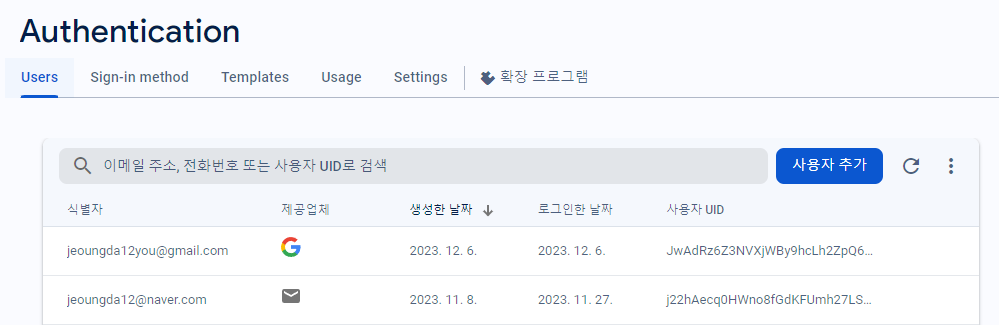 Authentication
Users Sign-in method Templates Usage Settings 확장 프로그램
이메일 주소, 전화번호 또는 사용자 UID로 검색 사용자 추가
식별자 제공업체 생성한 날짜 로그인한 날짜 사용자 UID
jeoungda12you@gmail.com 2023. 12. 6. 2023. 12. 6. JwAdRz6Z3NVXjWBy9hcLh2ZpQ6...
jeoungda12@naver.com 2023. 11. 8. 2023. 11. 27. j22hAecq0HWno8fGdKFUmh27LS...